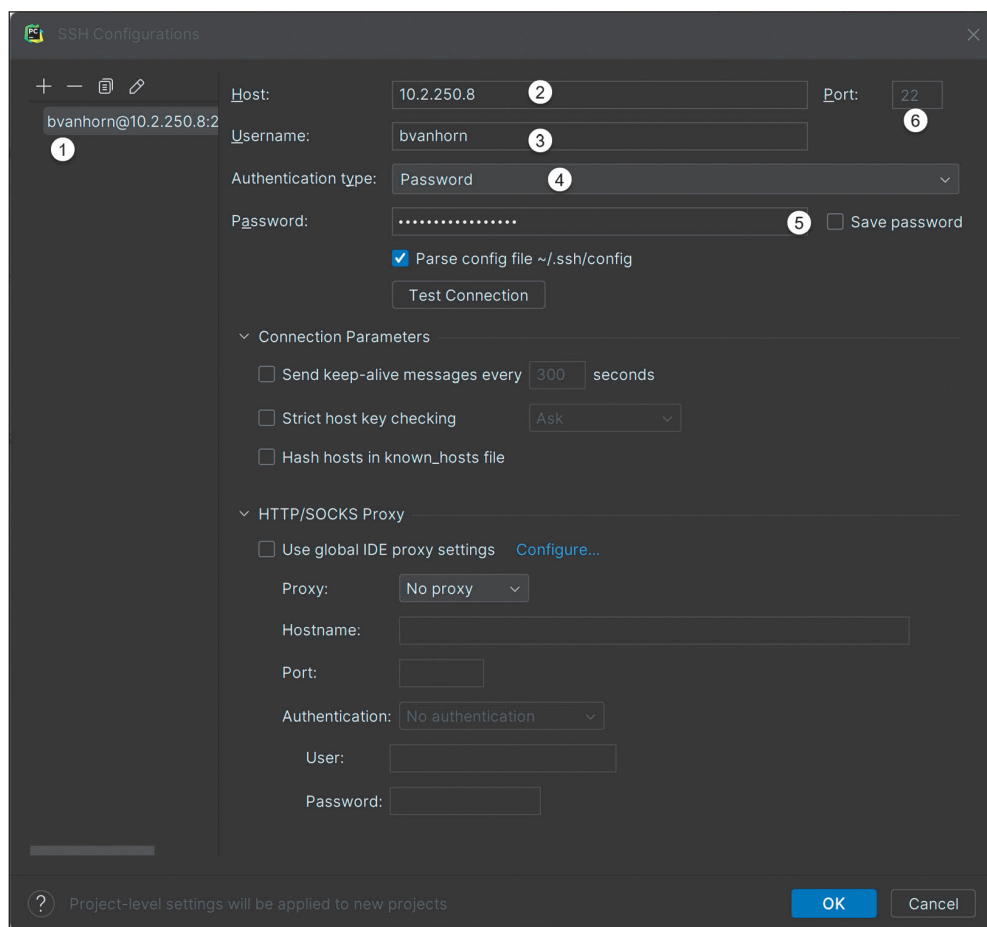 PC SSH Configurations
bvanhorn@10.2.250.8:2
1
Host: 10.2.250.8 2 Port: 22
6
Username: bvanhorn 3
Authentication type: Password 4
Password: ••••••••••••••••• 5 Save password
Parse config file ~/.ssh/config
Test Connection
Connection Parameters
Send keep-alive messages every 300 seconds
Strict host key checking Ask
Hash hosts in known_hosts file
HTTP/SOCKS Proxy
Use global IDE proxy settings Configure...
Proxy: No proxy
Hostname:
Port:
Authentication: No authentication
User:
Password:
? Project-level settings will be applied to new projects OK Cancel